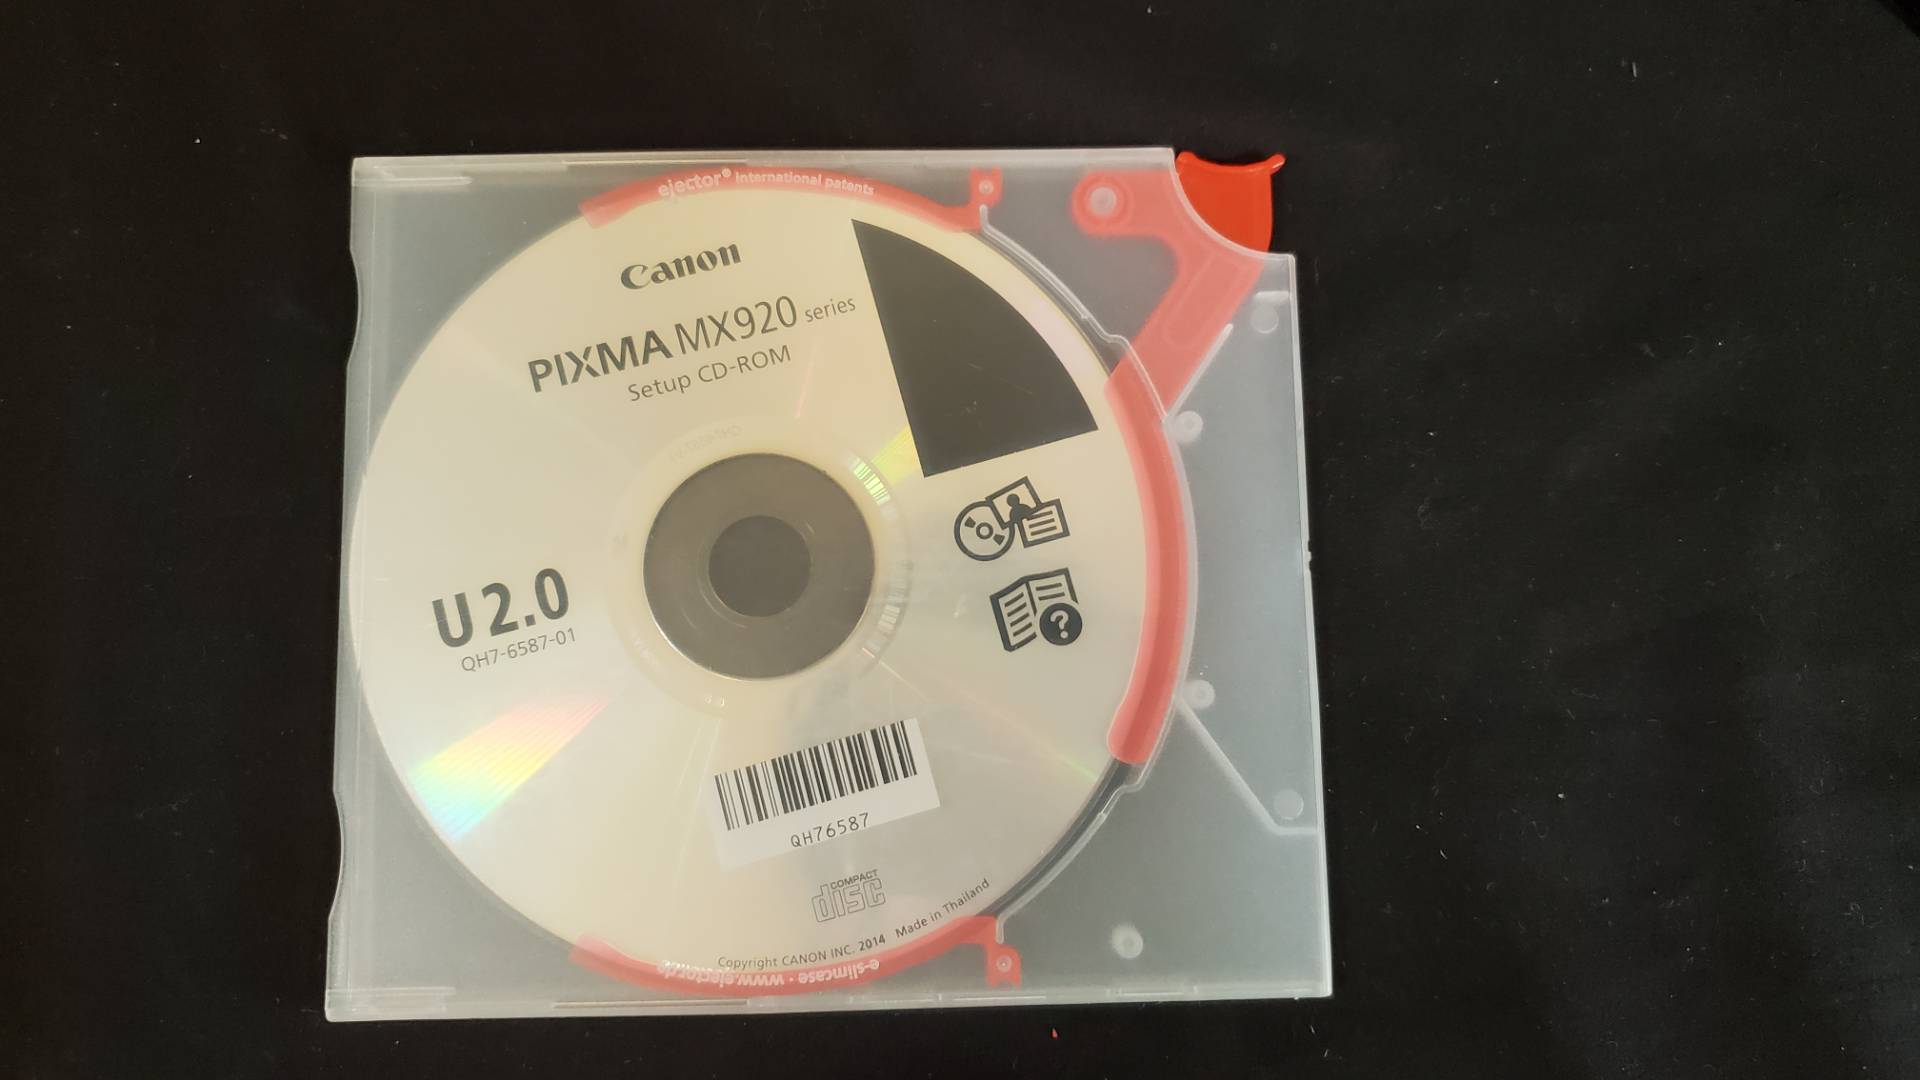 ejector® international patents
Canon
PIXMA MX920 series
Setup CD-ROM
U 2.0
QH7-6587-01
QH76587
COMPACT
disc
Copyright CANON INC. 2014 Made in Thailand
e-slimcase · www.ejector.de